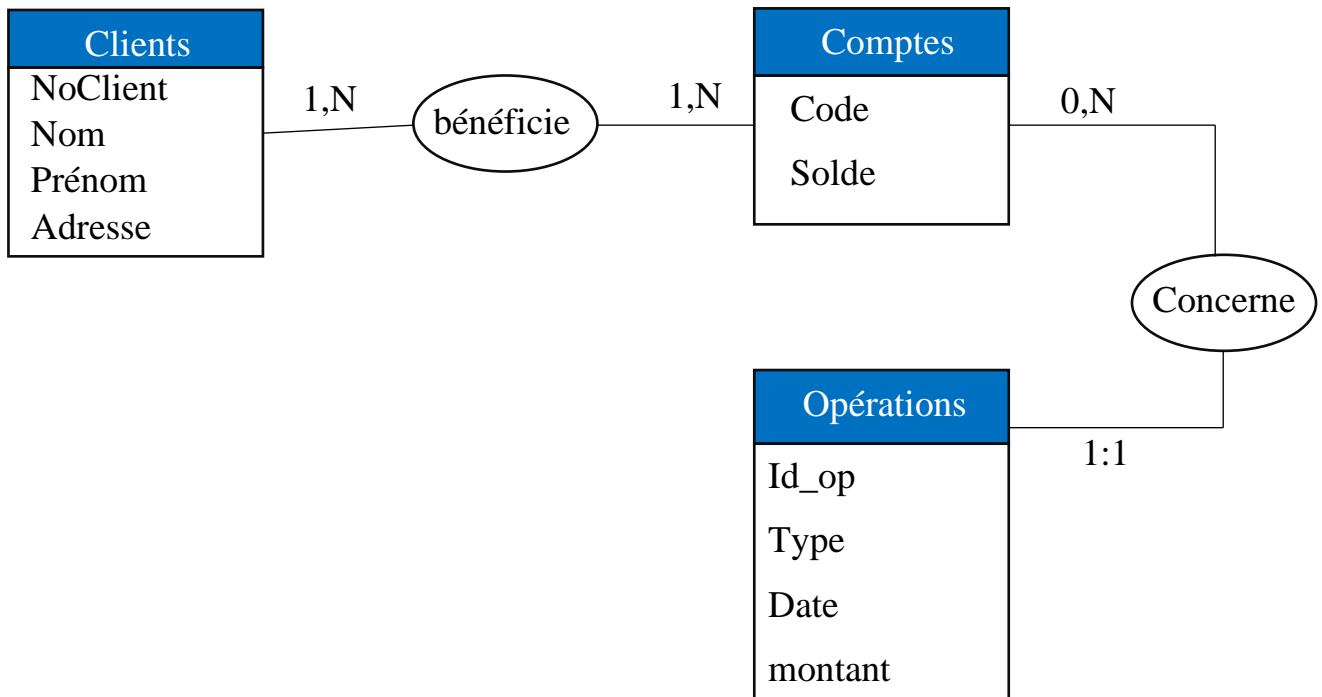 Clients
NoClient
Nom
Prénom
Adresse
1,N
bénéficie
1,N
Comptes
Code
Solde
0,N
Concerne
1:1
Opérations
Id_op
Type
Date
montant